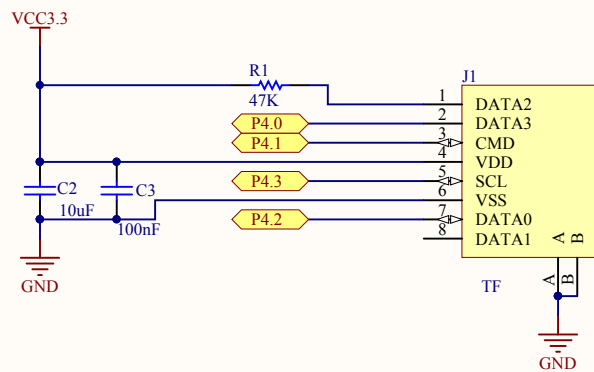 VCC3.3
R1
47K
J1
1 DATA2
P4.0 2 DATA3
P4.1 3 CMD
4 VDD
P4.3 5 SCL
6 VSS
P4.2 7 DATA0
8 DATA1
C2
10uF
C3
100nF
GND
A B
A B
TF
GND